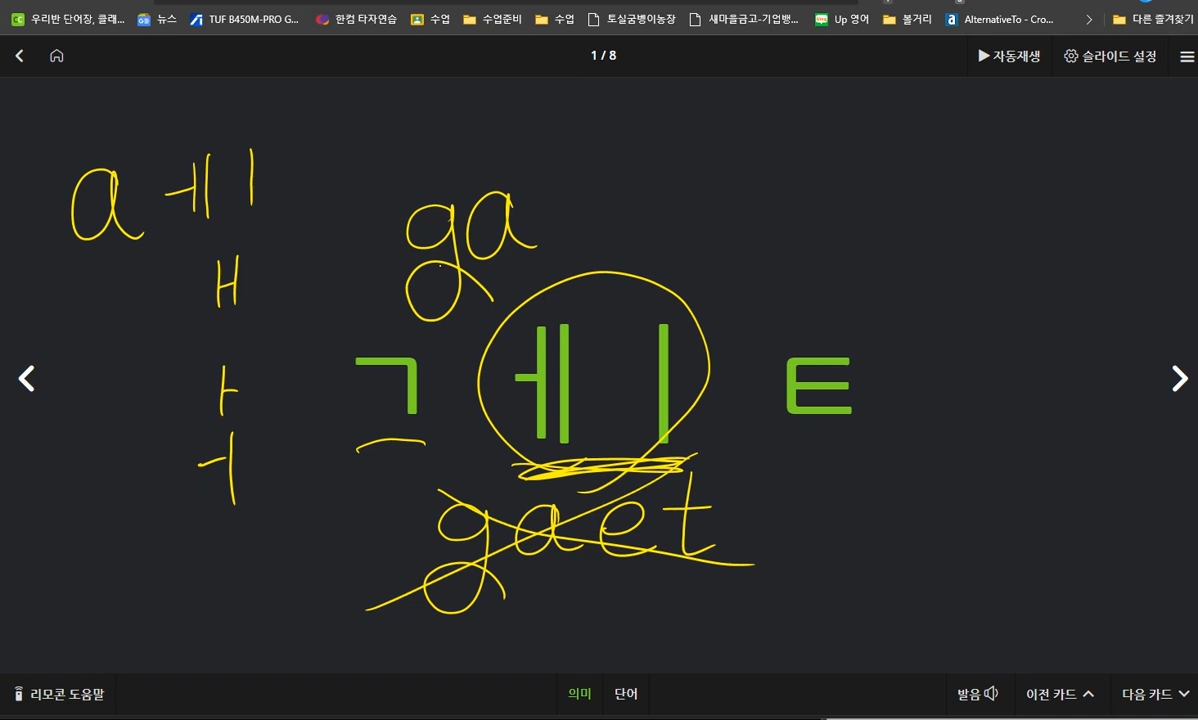 우리반 단어장, 클래... 뉴스 TUF B450M-PRO G... 한컴 타자연습 수업 수업준비 수업 토실굼벵이농장 새마을금고-기업뱅... Up 영어 볼거리 AlternativeTo - Cro... 다른 즐겨찾기
1 / 8 자동재생 슬라이드 설정
a ㅔㅣ
ga
ㅐ
ㄱ ㅔㅣ ㅌ
ㅏ
ㅓ
gaet
리모콘 도움말 의미 단어 발음 이전 카드 다음 카드